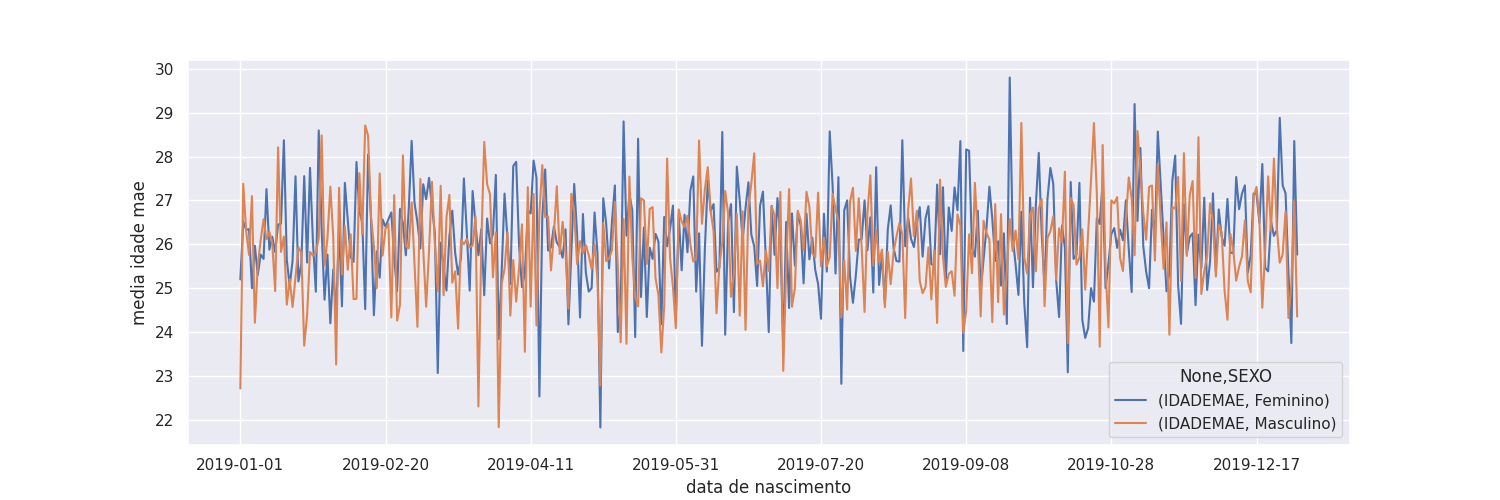 30
29
28
27
26
25
24
23
22
media idade mae
2019-01-01 2019-02-20 2019-04-11 2019-05-31 2019-07-20 2019-09-08 2019-10-28 2019-12-17
data de nascimento
None,SEXO
(IDADEMAE, Feminino)
(IDADEMAE, Masculino)